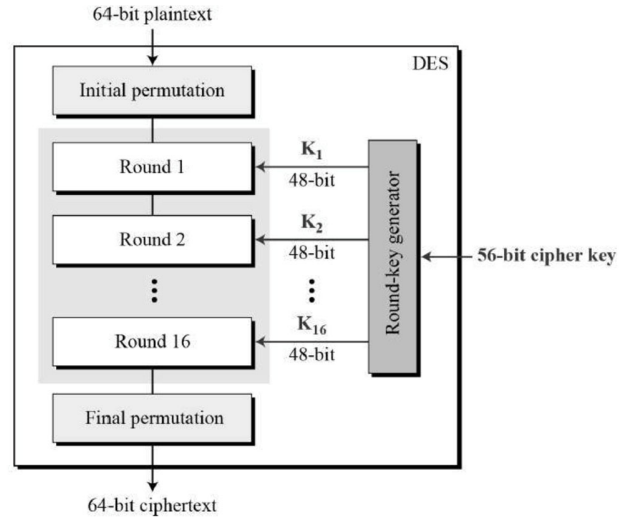 64-bit plaintext
DES
Initial permutation
Round 1
K1
48-bit
Round 2
K2
48-bit
Round-key generator
56-bit cipher key
Round 16
K16
48-bit
Final permutation
64-bit ciphertext